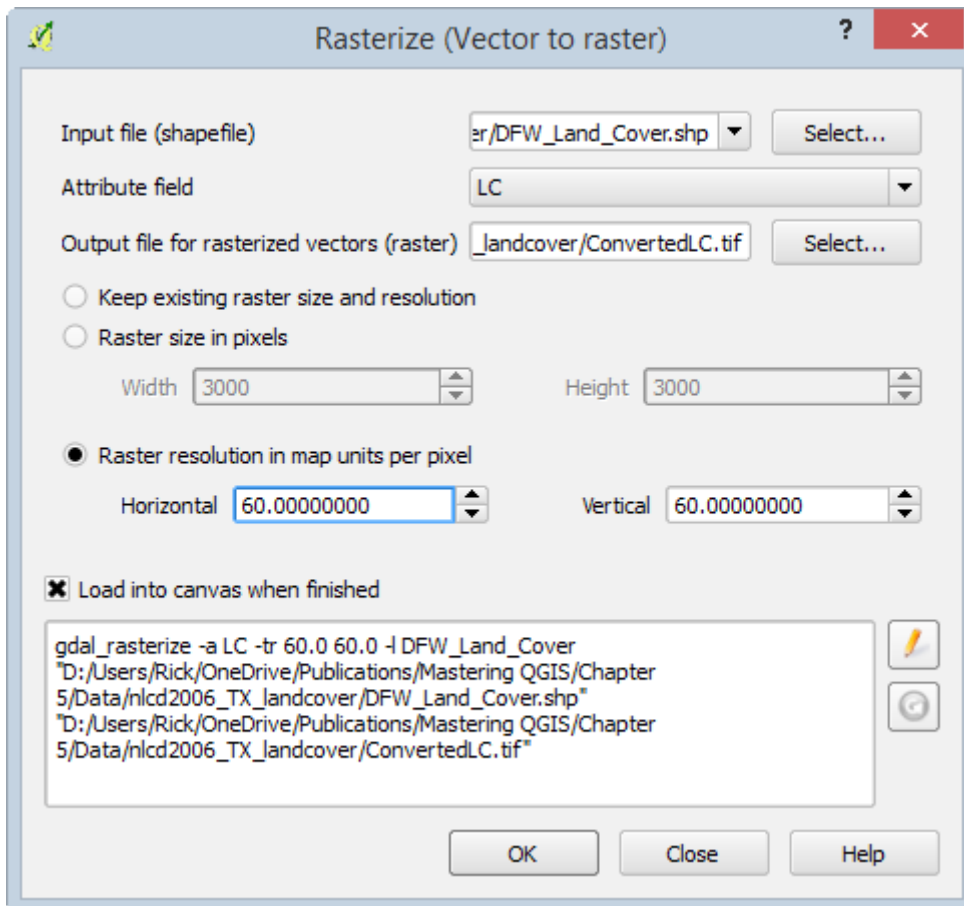 Rasterize (Vector to raster)
?
Input file (shapefile) er/DFW_Land_Cover.shp Select...
Attribute field LC
Output file for rasterized vectors (raster) _landcover/ConvertedLC.tif Select...
Keep existing raster size and resolution
Raster size in pixels
Width 3000 Height 3000
Raster resolution in map units per pixel
Horizontal 60.00000000 Vertical 60.00000000
Load into canvas when finished
gdal_rasterize -a LC -tr 60.0 60.0 -l DFW_Land_Cover
"D:/Users/Rick/OneDrive/Publications/Mastering QGIS/Chapter
5/Data/nlcd2006_TX_landcover/DFW_Land_Cover.shp"
"D:/Users/Rick/OneDrive/Publications/Mastering QGIS/Chapter
5/Data/nlcd2006_TX_landcover/ConvertedLC.tif"
OK Close Help